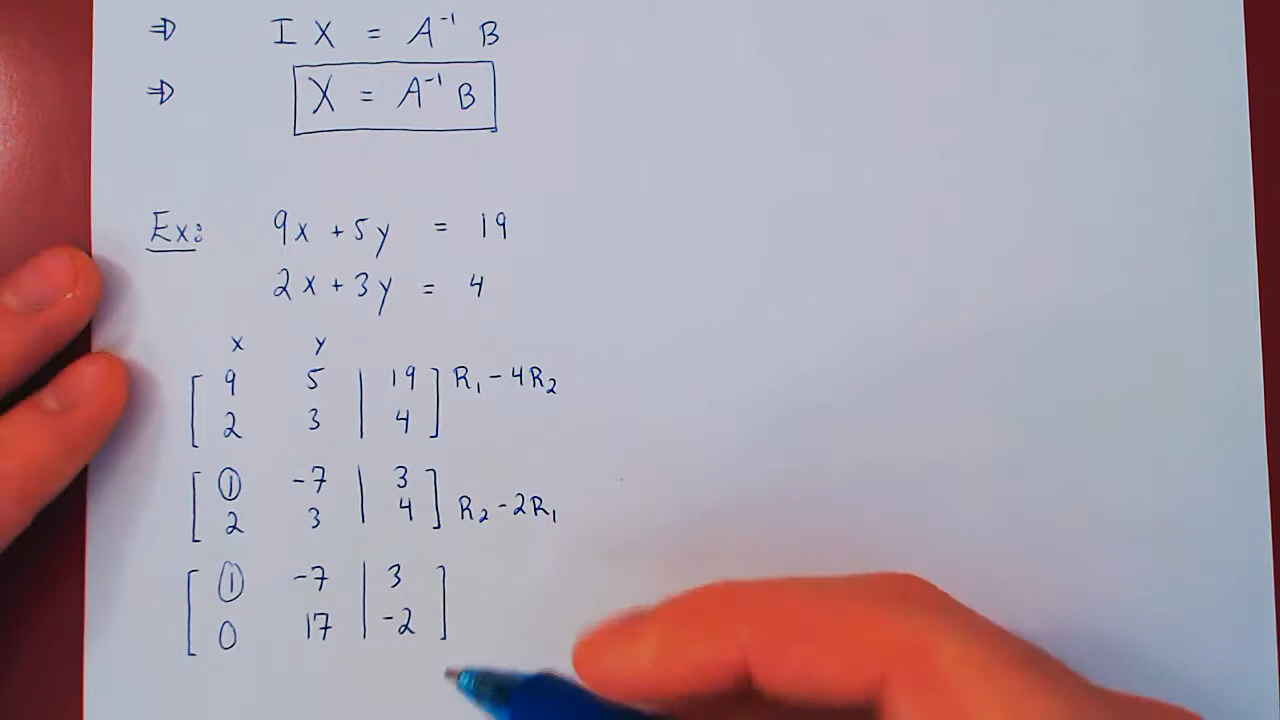 ⇒ I X = A⁻¹ B
⇒ X = A⁻¹ B
Ex: 9x + 5y = 19
2x + 3y = 4
x y
[ 9 5 | 19 ] R₁ - 4R₂
[ 2 3 | 4 ]
[ 1 -7 | 3 ]
[ 2 3 | 4 ] R₂ - 2R₁
[ 1 -7 | 3 ]
[ 0 17 | -2 ]